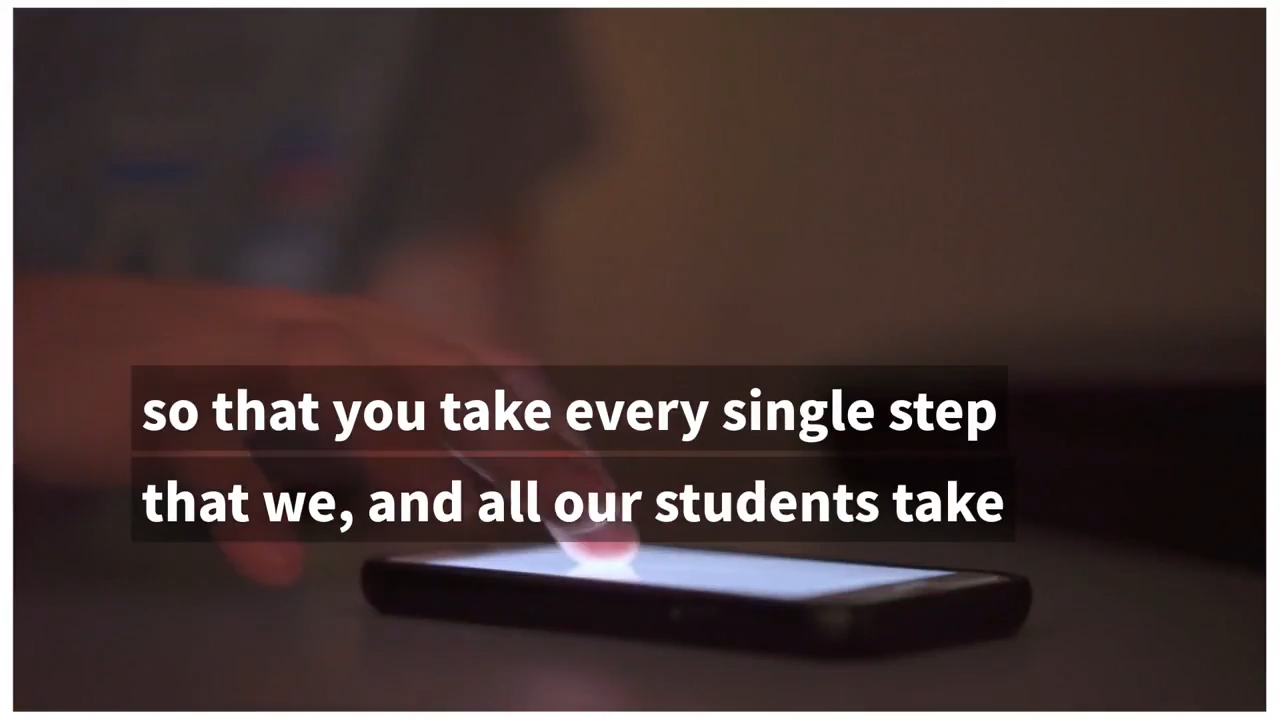 so that you take every single step
that we, and all our students take